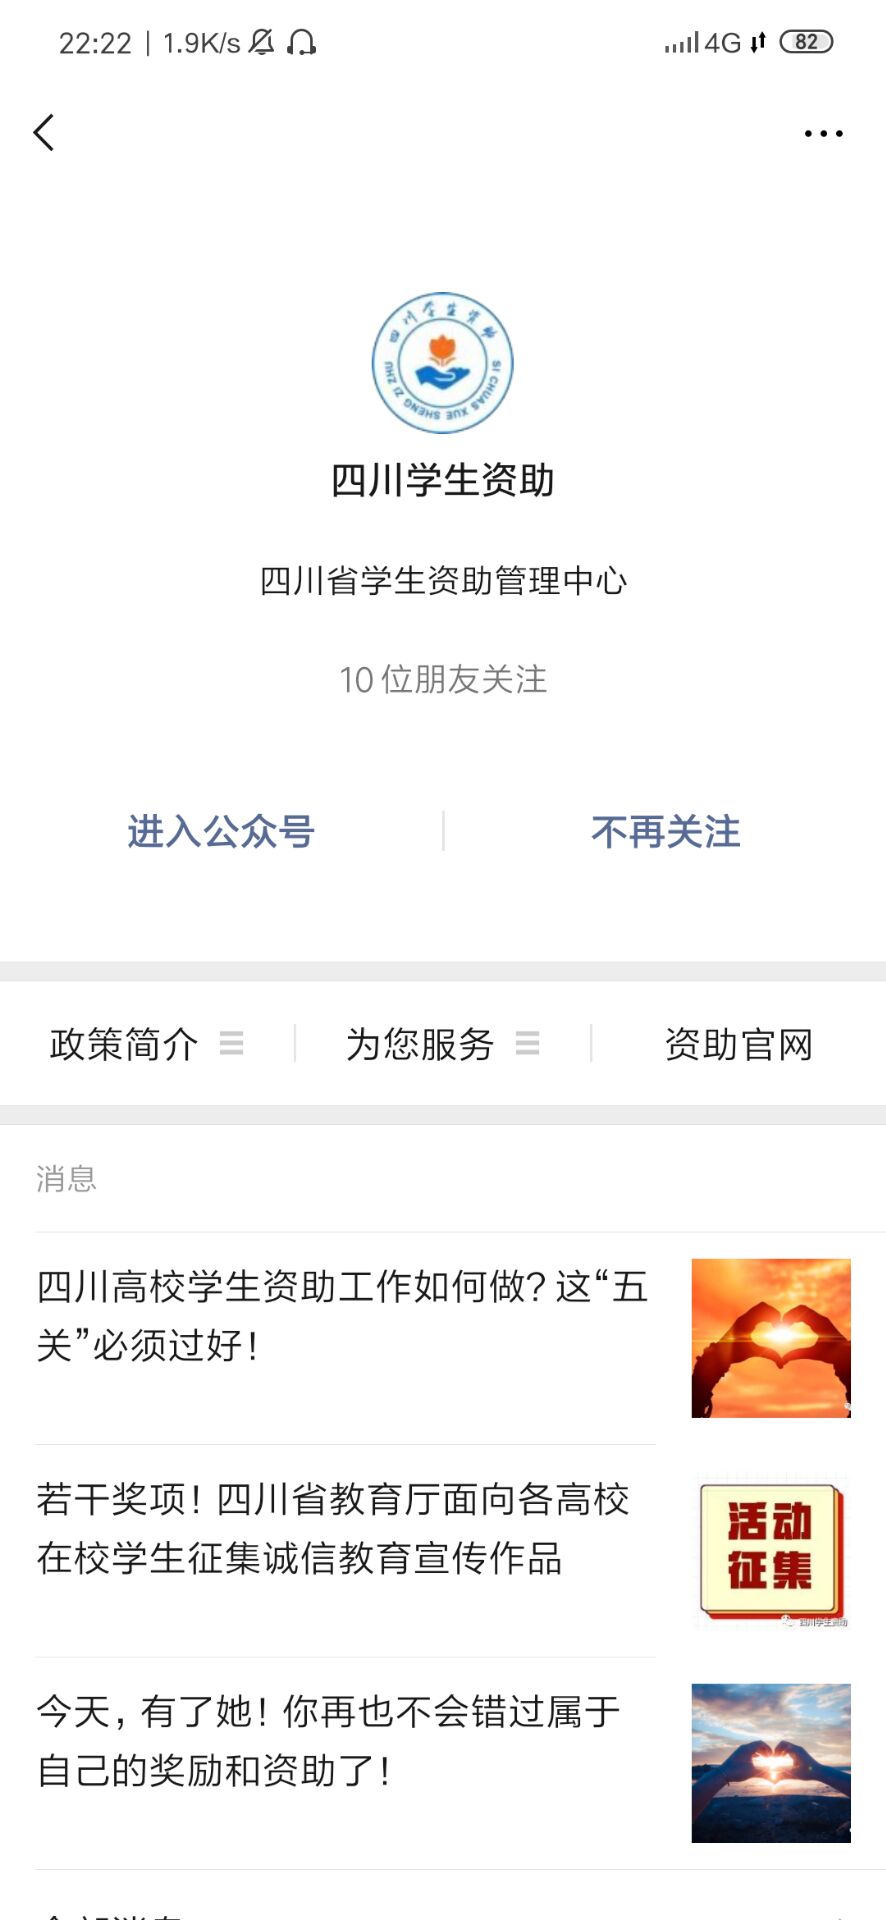 22:22 | 1.9K/s
4G
82
四川学生资助
SI CHUAS XUE SHENG ZI ZHU
四川学生资助
四川省学生资助管理中心
10 位朋友关注
进入公众号
不再关注
政策简介
为您服务
资助官网
消息
四川高校学生资助工作如何做？这“五
关”必须过好！
若干奖项！四川省教育厅面向各高校
在校学生征集诚信教育宣传作品
活动
征集
四川学生资助
今天，有了她！你再也不会错过属于
自己的奖励和资助了！
全部消息